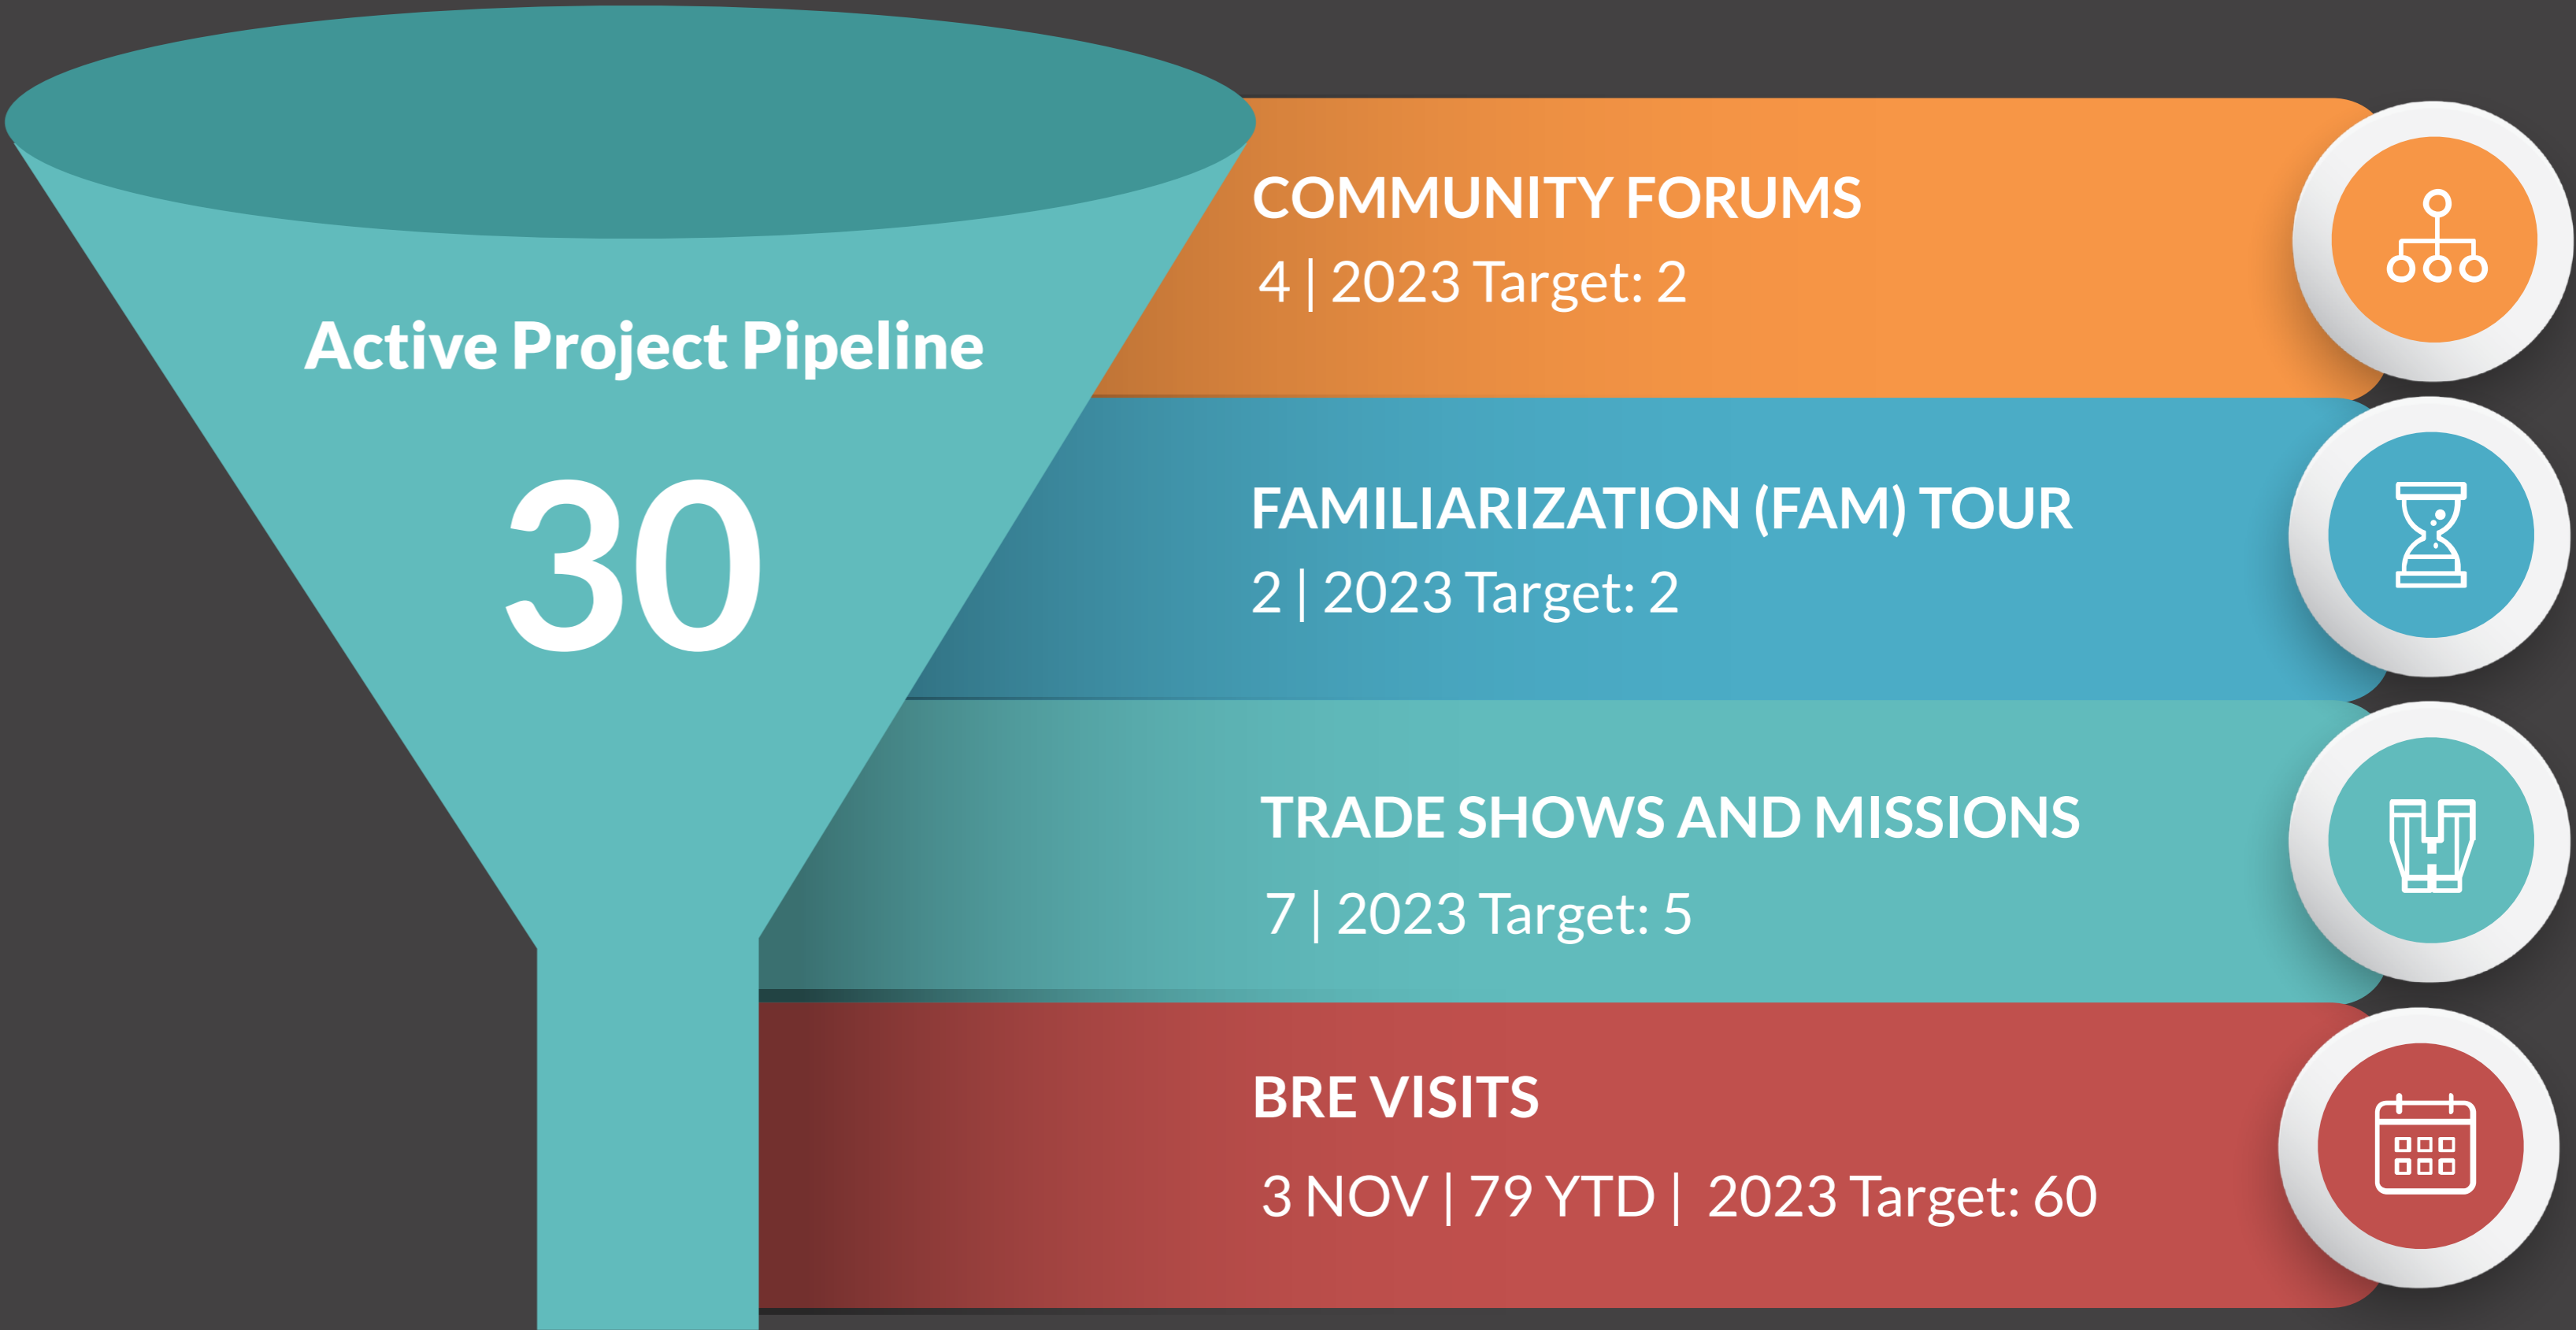 Active Project Pipeline
30
COMMUNITY FORUMS
4 | 2023 Target: 2
FAMILIARIZATION (FAM) TOUR
2 | 2023 Target: 2
TRADE SHOWS AND MISSIONS
7 | 2023 Target: 5
BRE VISITS
3 NOV | 79 YTD | 2023 Target: 60